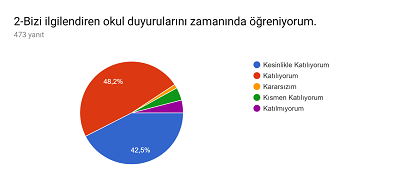 2-Bizi ilgilendiren okul duyurularını zamanında öğreniyorum.
473 yanıt
48,2%
42,5%
Kesinlikle Katılıyorum
Katılıyorum
Kararsızım
Kısmen Katılıyorum
Katılmıyorum